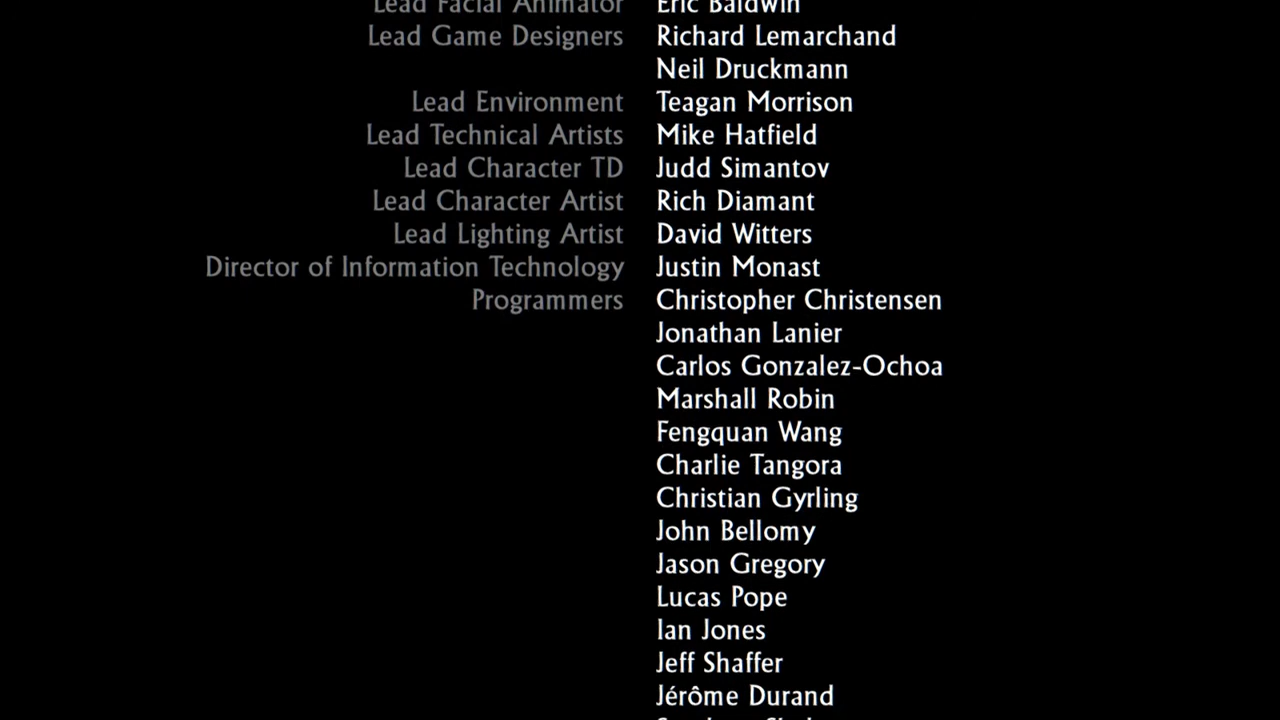 Lead Facial Animator Eric Baldwin
Lead Game Designers Richard Lemarchand
Neil Druckmann
Lead Environment Teagan Morrison
Lead Technical Artists Mike Hatfield
Lead Character TD Judd Simantov
Lead Character Artist Rich Diamant
Lead Lighting Artist David Witters
Director of Information Technology Justin Monast
Programmers Christopher Christensen
Jonathan Lanier
Carlos Gonzalez-Ochoa
Marshall Robin
Fengquan Wang
Charlie Tangora
Christian Gyrling
John Bellomy
Jason Gregory
Lucas Pope
Ian Jones
Jeff Shaffer
Jérôme Durand